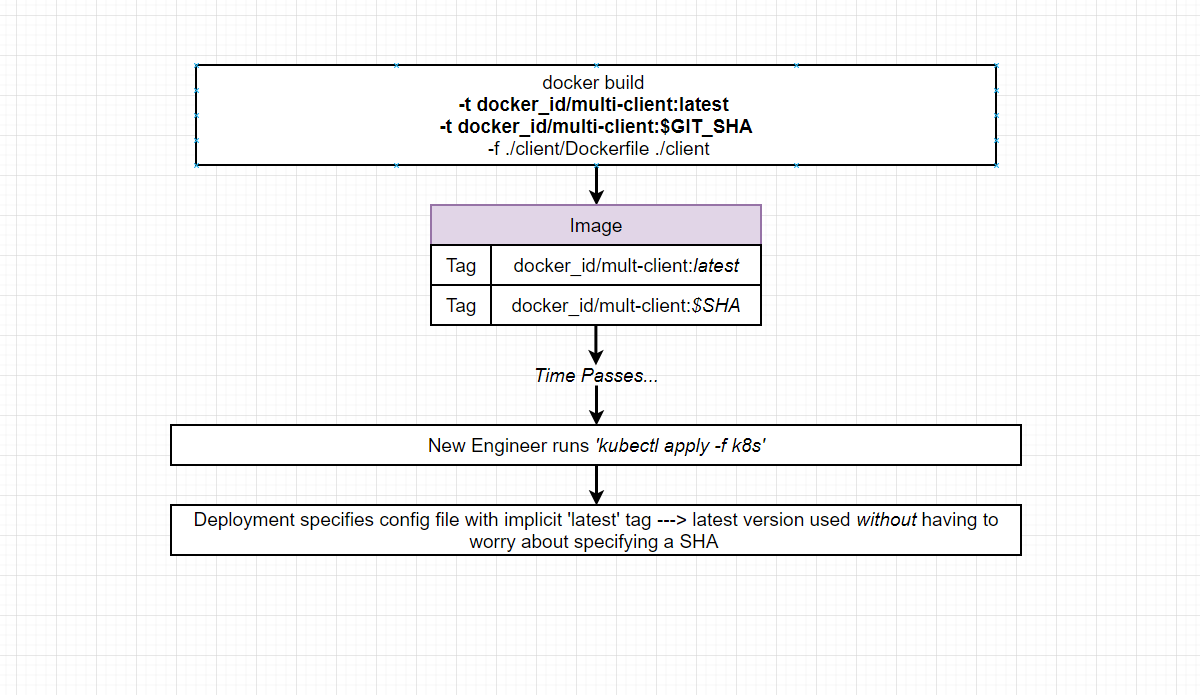 docker build
-t docker_id/multi-client:latest
-t docker_id/multi-client:$GIT_SHA
-f ./client/Dockerfile ./client
Image
Tag docker_id/mult-client:latest
Tag docker_id/mult-client:$SHA
Time Passes...
New Engineer runs 'kubectl apply -f k8s'
Deployment specifies config file with implicit 'latest' tag ---> latest version used without having to
worry about specifying a SHA